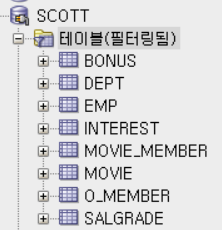 SCOTT
테이블(필터링됨)
BONUS
DEPT
EMP
INTEREST
MOVIE_MEMBER
MOVIE
O_MEMBER
SALGRADE